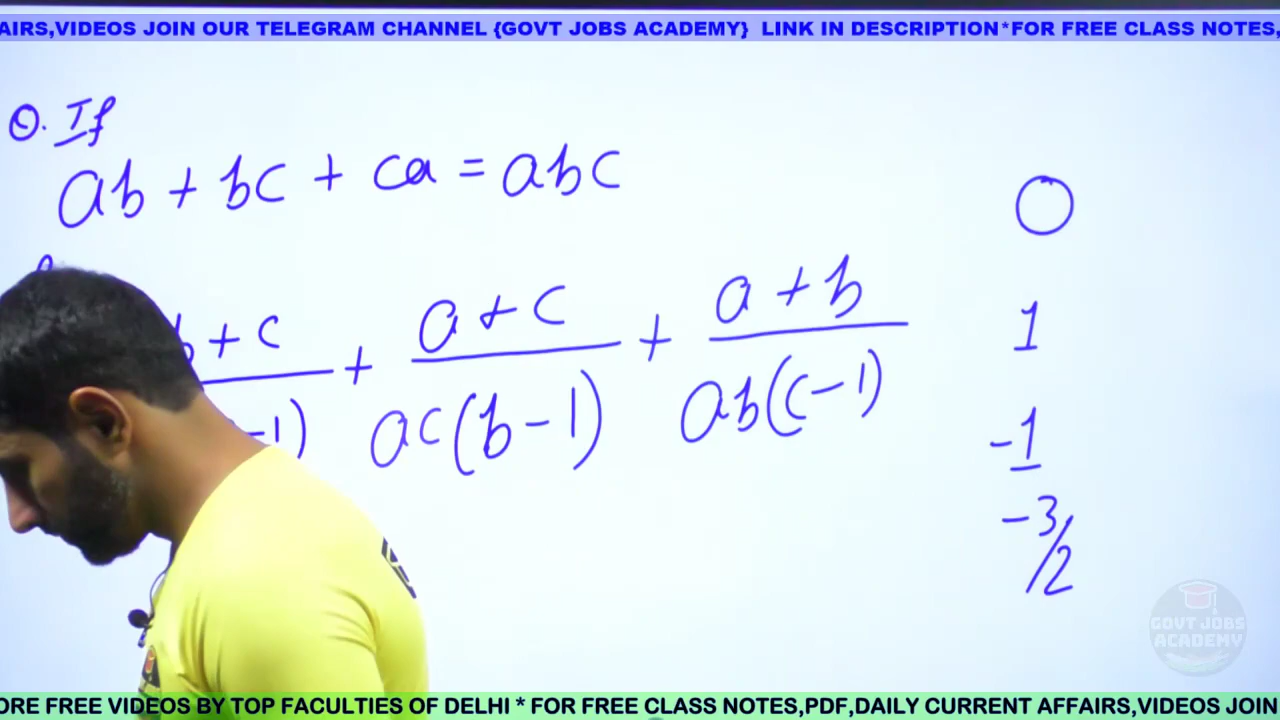 AIRS,VIDEOS JOIN OUR TELEGRAM CHANNEL {GOVT JOBS ACADEMY} LINK IN DESCRIPTION*FOR FREE CLASS NOTES,
Q. If
ab + bc + ca = abc
b + c + a + c + a + b
-1) ac(b-1) ab(c-1)
0
1
-1
-3/2
GOVT JOBS
ACADEMY
ORE FREE VIDEOS BY TOP FACULTIES OF DELHI * FOR FREE CLASS NOTES,PDF,DAILY CURRENT AFFAIRS,VIDEOS JOIN